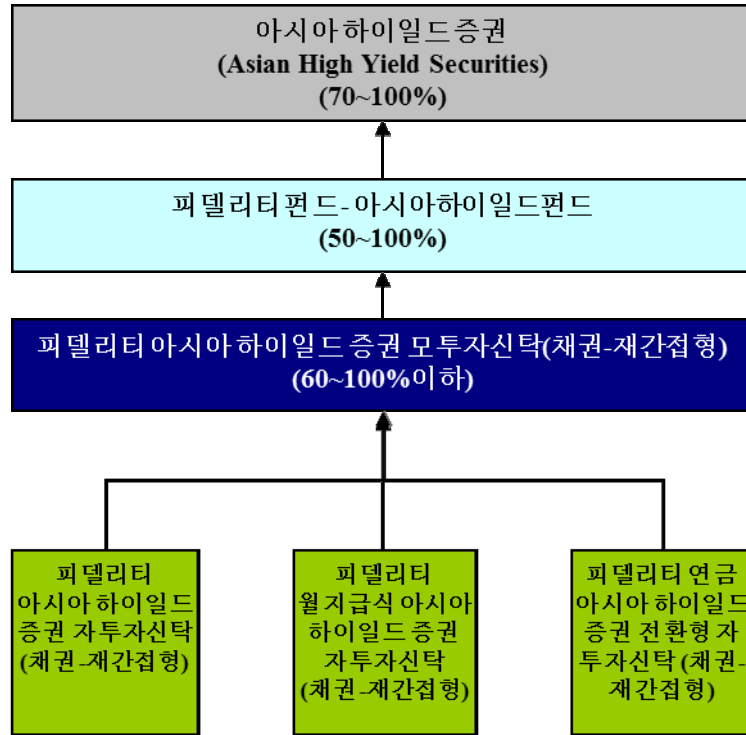 아시아하이일드증권
(Asian High Yield Securities)
(70~100%)
피델리티펀드-아시아하이일드펀드
(50~100%)
피델리티 아시아 하이일드 증권 모투자신탁(채권-재간접형)
(60~100%이하)
피델리티
아시아 하이일드
증권 자투자신탁
(채권-재간접형)
피델리티
월지급식 아시아
하이일드 증권
자투자신탁
(채권-재간접형)
피델리티 연금
아시아 하이일드
증권 전환형 자
투자신탁 (채권-
재간접형)